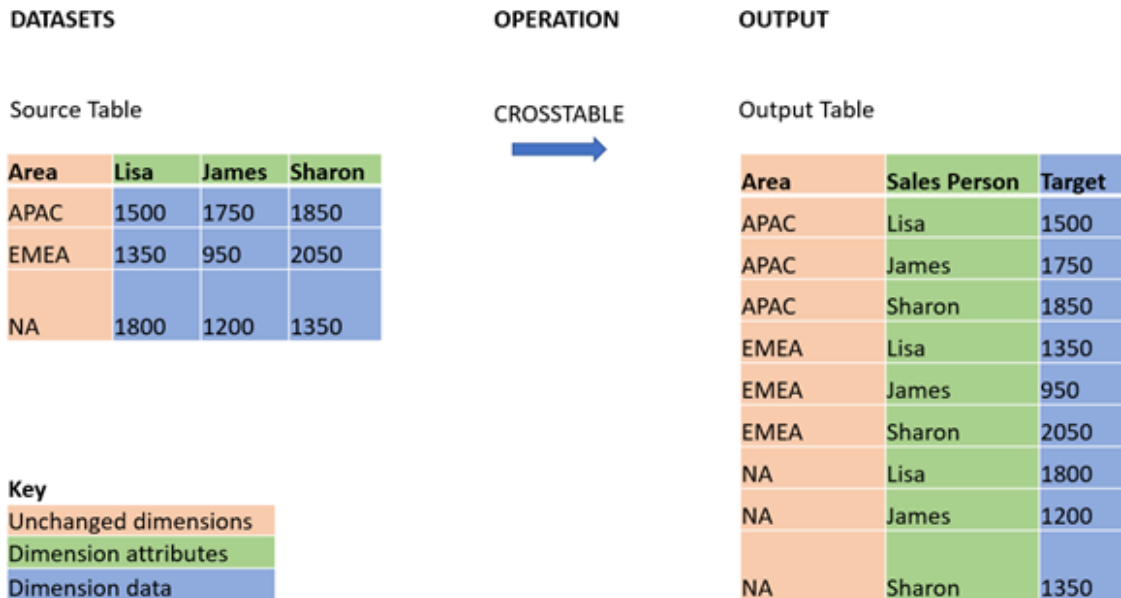 DATASETS
OPERATION
OUTPUT
Source Table
CROSSTABLE
Output Table
Area Lisa James Sharon
APAC 1500 1750 1850
EMEA 1350 950 2050
NA 1800 1200 1350
Area Sales Person Target
APAC Lisa 1500
APAC James 1750
APAC Sharon 1850
EMEA Lisa 1350
EMEA James 950
EMEA Sharon 2050
NA Lisa 1800
NA James 1200
NA Sharon 1350
Key
Unchanged dimensions
Dimension attributes
Dimension data